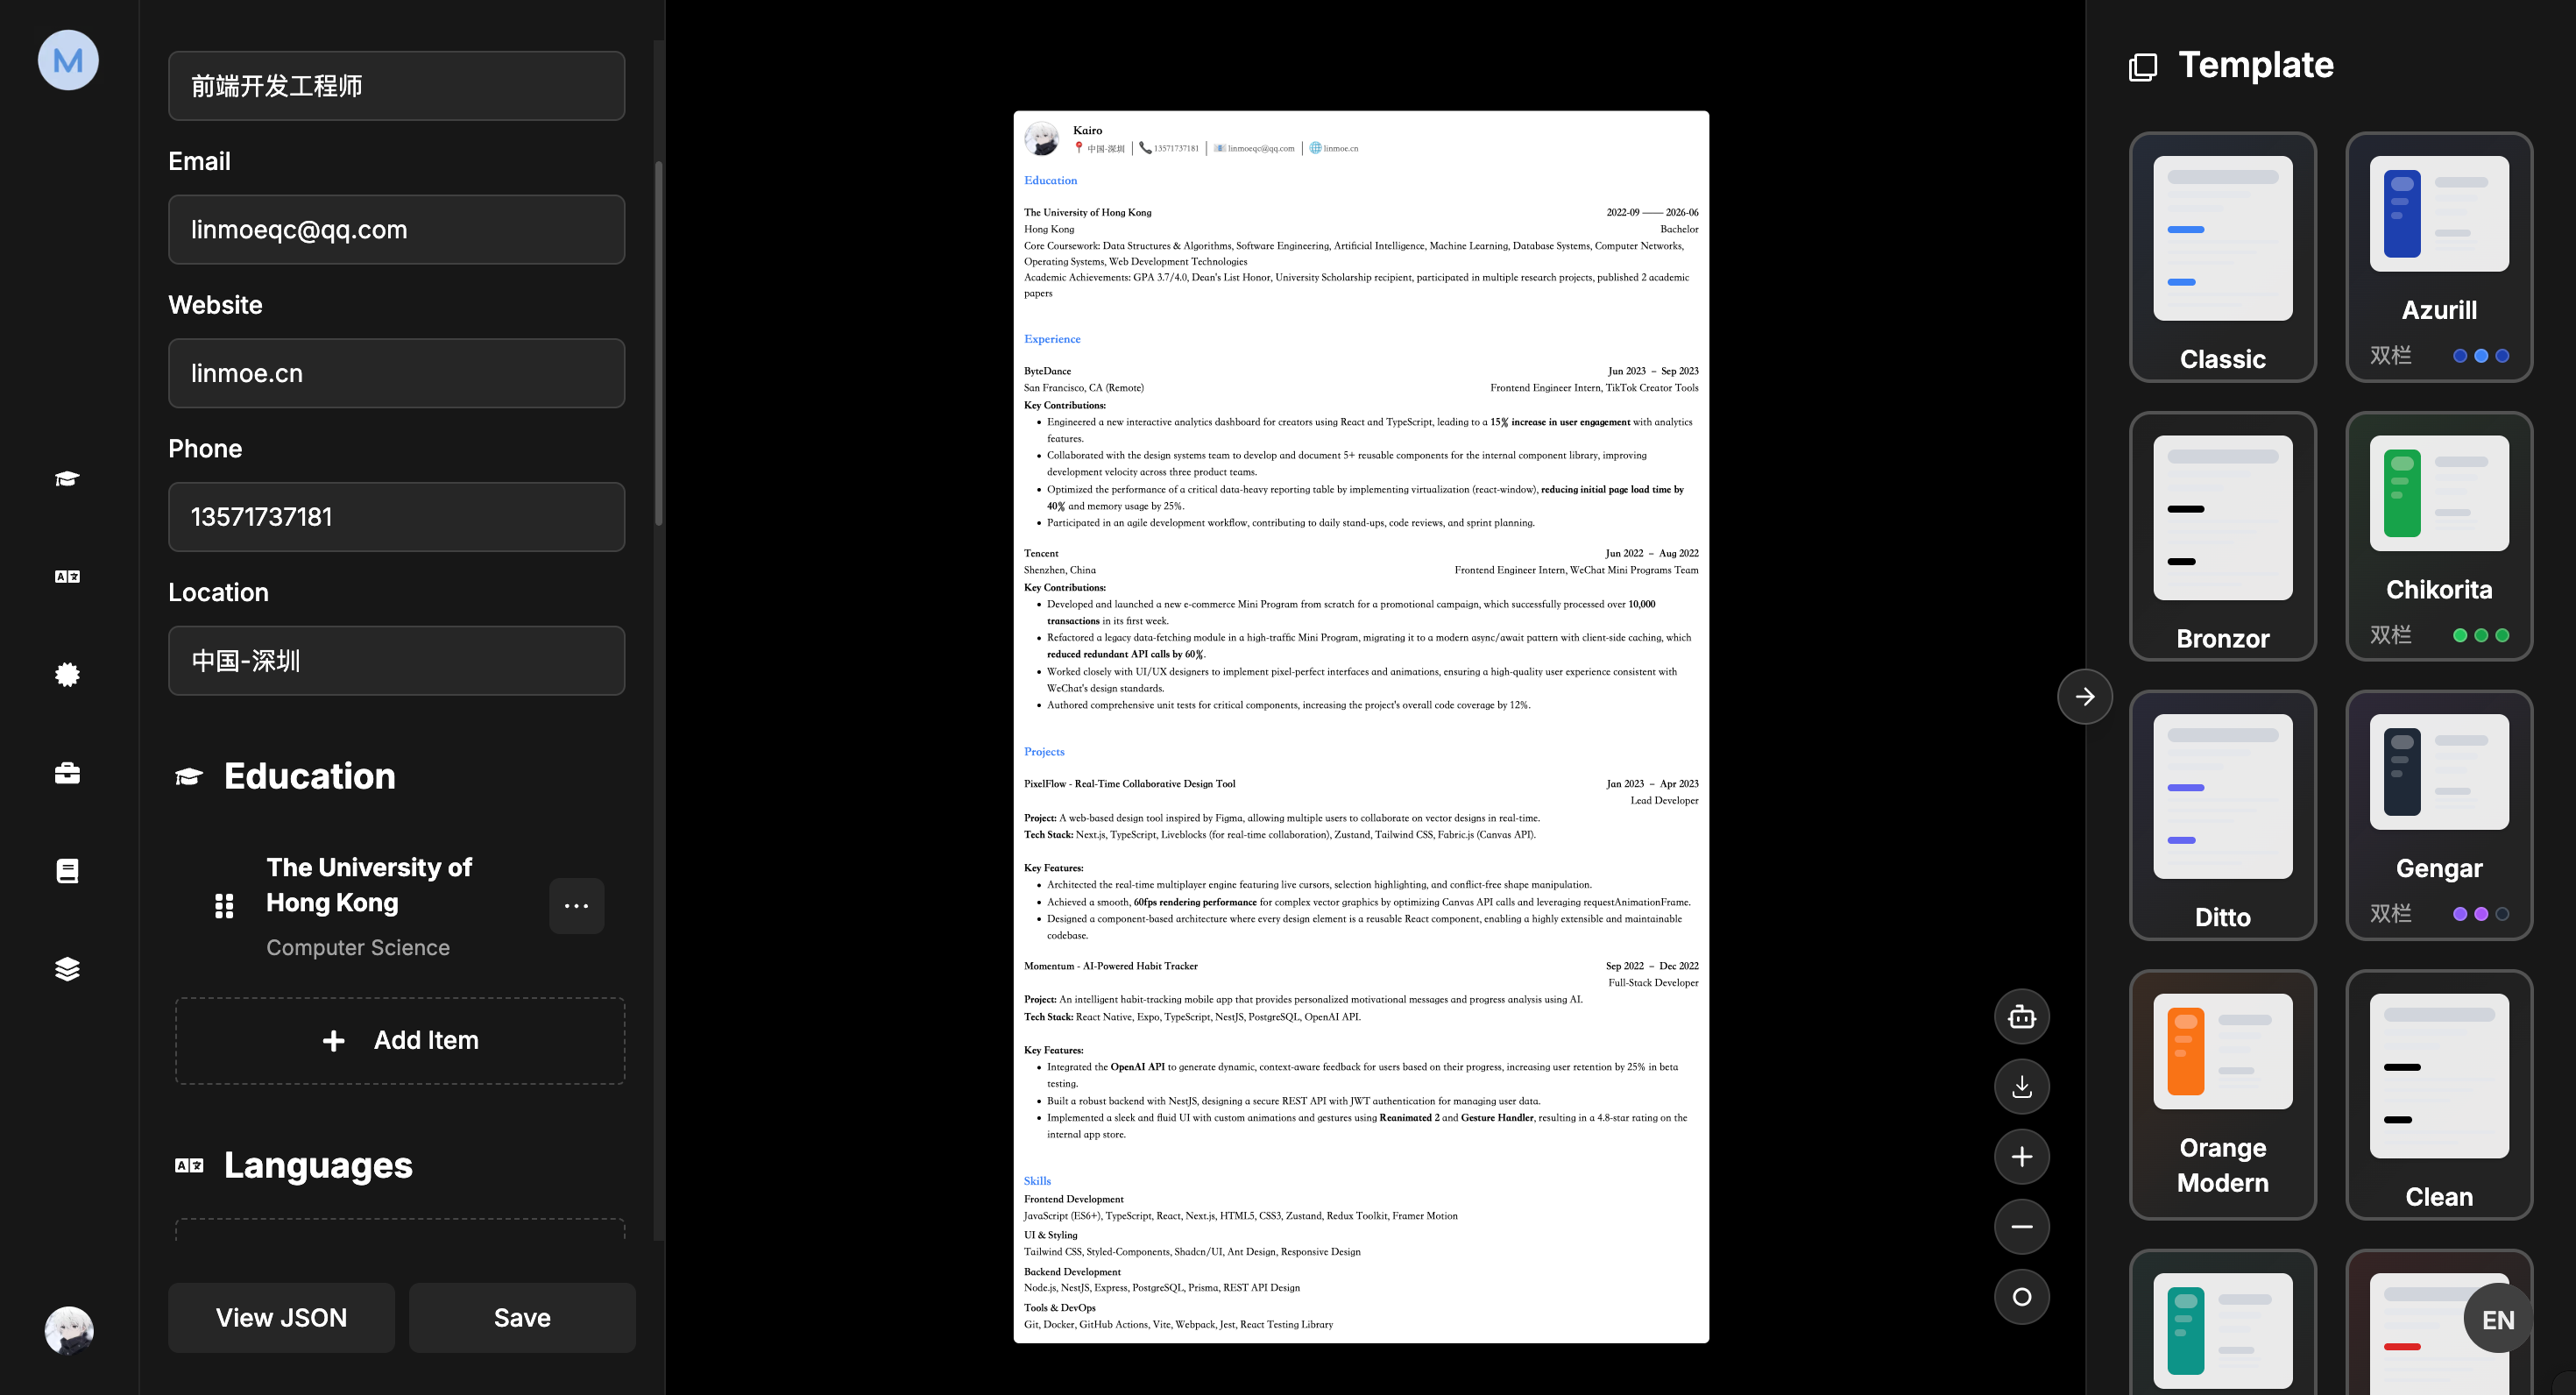 M
前端开发工程师
Email
linmoeqc@qq.com
Website
linmoe.cn
Phone
13571737181
Location
中国-深圳
Education
The University of
Hong Kong
Computer Science
Add Item
Languages
View JSON
Save
Kairo
中国-深圳
13571737181
linmoeqc@qq.com
linmoe.cn
Education
The University of Hong Kong
2022-09 —— 2026-06
Hong Kong
Bachelor
Core Coursework: Data Structures & Algorithms, Software Engineering, Artificial Intelligence, Machine Learning, Database Systems, Computer Networks,
Operating Systems, Web Development Technologies
Academic Achievements: GPA 3.7/4.0, Dean's List Honor, University Scholarship recipient, participated in multiple research projects, published 2 academic
papers
Experience
ByteDance
Jun 2023 – Sep 2023
San Francisco, CA (Remote)
Frontend Engineer Intern, TikTok Creator Tools
Key Contributions:
• Engineered a new interactive analytics dashboard for creators using React and TypeScript, leading to a 15% increase in user engagement with analytics
features.
• Collaborated with the design systems team to develop and document 5+ reusable components for the internal component library, improving
development velocity across three product teams.
• Optimized the performance of a critical data-heavy reporting table by implementing virtualization (react-window), reducing initial page load time by
40% and memory usage by 25%.
• Participated in an agile development workflow, contributing to daily stand-ups, code reviews, and sprint planning.
Tencent
Jun 2022 – Aug 2022
Shenzhen, China
Frontend Engineer Intern, WeChat Mini Programs Team
Key Contributions:
• Developed and launched a new e-commerce Mini Program from scratch for a promotional campaign, which successfully processed over 10,000
transactions in its first week.
• Refactored a legacy data-fetching module in a high-traffic Mini Program, migrating it to a modern async/await pattern with client-side caching, which
reduced redundant API calls by 60%.
• Worked closely with UI/UX designers to implement pixel-perfect interfaces and animations, ensuring a high-quality user experience consistent with
WeChat's design standards.
• Authored comprehensive unit tests for critical components, increasing the project's overall code coverage by 12%.
Projects
PixelFlow - Real-Time Collaborative Design Tool
Jan 2023 – Apr 2023
Lead Developer
Project: A web-based design tool inspired by Figma, allowing multiple users to collaborate on vector designs in real-time.
Tech Stack: Next.js, TypeScript, Liveblocks (for real-time collaboration), Zustand, Tailwind CSS, Fabric.js (Canvas API).
Key Features:
• Architected the real-time multiplayer engine featuring live cursors, selection highlighting, and conflict-free shape manipulation.
• Achieved a smooth, 60fps rendering performance for complex vector graphics by optimizing Canvas API calls and leveraging requestAnimationFrame.
• Designed a component-based architecture where every design element is a reusable React component, enabling a highly extensible and maintainable
codebase.
Momentum - AI-Powered Habit Tracker
Sep 2022 – Dec 2022
Full-Stack Developer
Project: An intelligent habit-tracking mobile app that provides personalized motivational messages and progress analysis using AI.
Tech Stack: React Native, Expo, TypeScript, NestJS, PostgreSQL, OpenAI API.
Key Features:
• Integrated the OpenAI API to generate dynamic, context-aware feedback for users based on their progress, increasing user retention by 25% in beta
testing.
• Built a robust backend with NestJS, designing a secure REST API with JWT authentication for managing user data.
• Implemented a sleek and fluid UI with custom animations and gestures using Reanimated 2 and Gesture Handler, resulting in a 4.8-star rating on the
internal app store.
Skills
Frontend Development
JavaScript (ES6+), TypeScript, React, Next.js, HTML5, CSS3, Zustand, Redux Toolkit, Framer Motion
UI & Styling
Tailwind CSS, Styled-Components, Shadcn/UI, Ant Design, Responsive Design
Backend Development
Node.js, NestJS, Express, PostgreSQL, Prisma, REST API Design
Tools & DevOps
Git, Docker, GitHub Actions, Vite, Webpack, Jest, React Testing Library
Template
Classic
Azurill
双栏
Bronzor
Chikorita
双栏
Ditto
Gengar
双栏
Orange
Modern
Clean
EN